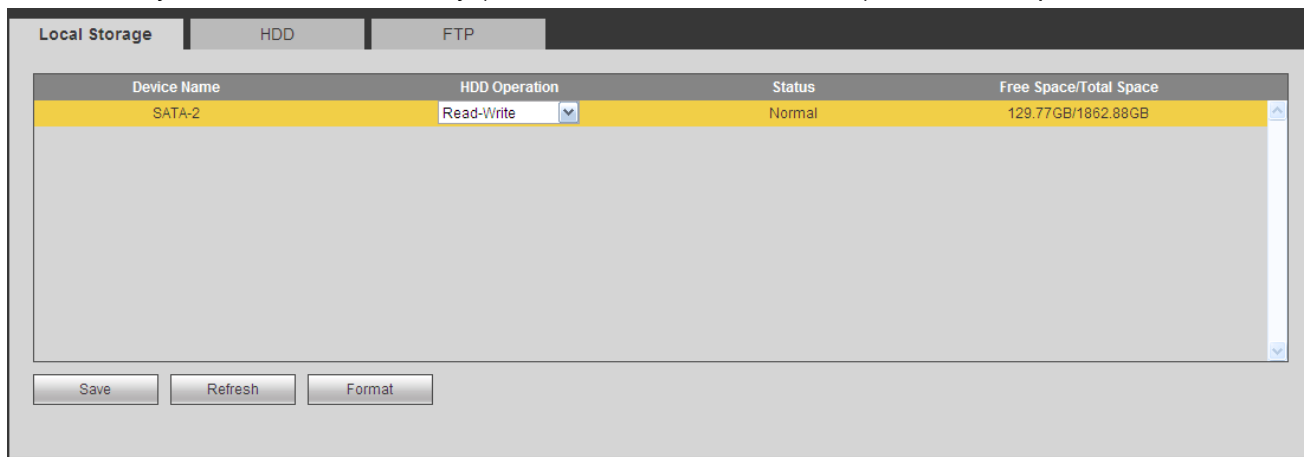 Local Storage HDD FTP
Device Name HDD Operation Status Free Space/Total Space
SATA-2 Read-Write Normal 129.77GB/1862.88GB
Save Refresh Format